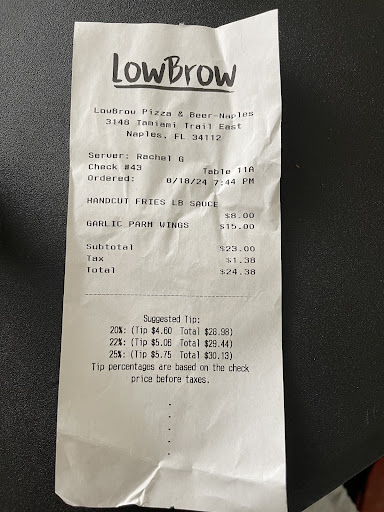 LowBrow
LowBrow Pizza & Beer-Naples
3148 Tamiami Trail East
Naples, FL 34112
Server: Rachel G
Check #43 Table 11A
Ordered: 8/18/24 7:44 PM
HANDCUT FRIES LB SAUCE
$8.00
GARLIC PARM WINGS $15.00
Subtotal $23.00
Tax $1.38
Total $24.38
Suggested Tip:
20%: (Tip $4.60 Total $28.98)
22%: (Tip $5.06 Total $29.44)
25%: (Tip $5.75 Total $30.13)
Tip percentages are based on the check
price before taxes.